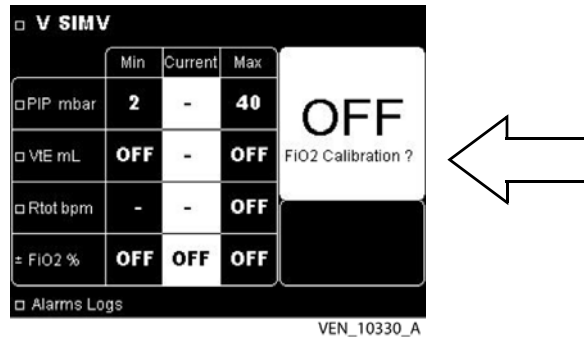 V SIMV
Min Current Max
PIP mbar 2 - 40
OFF
FiO2 Calibration ?
VtE mL OFF - OFF
Rtot bpm - - OFF
± FiO2 % OFF OFF OFF
Alarms Logs
VEN_10330_A